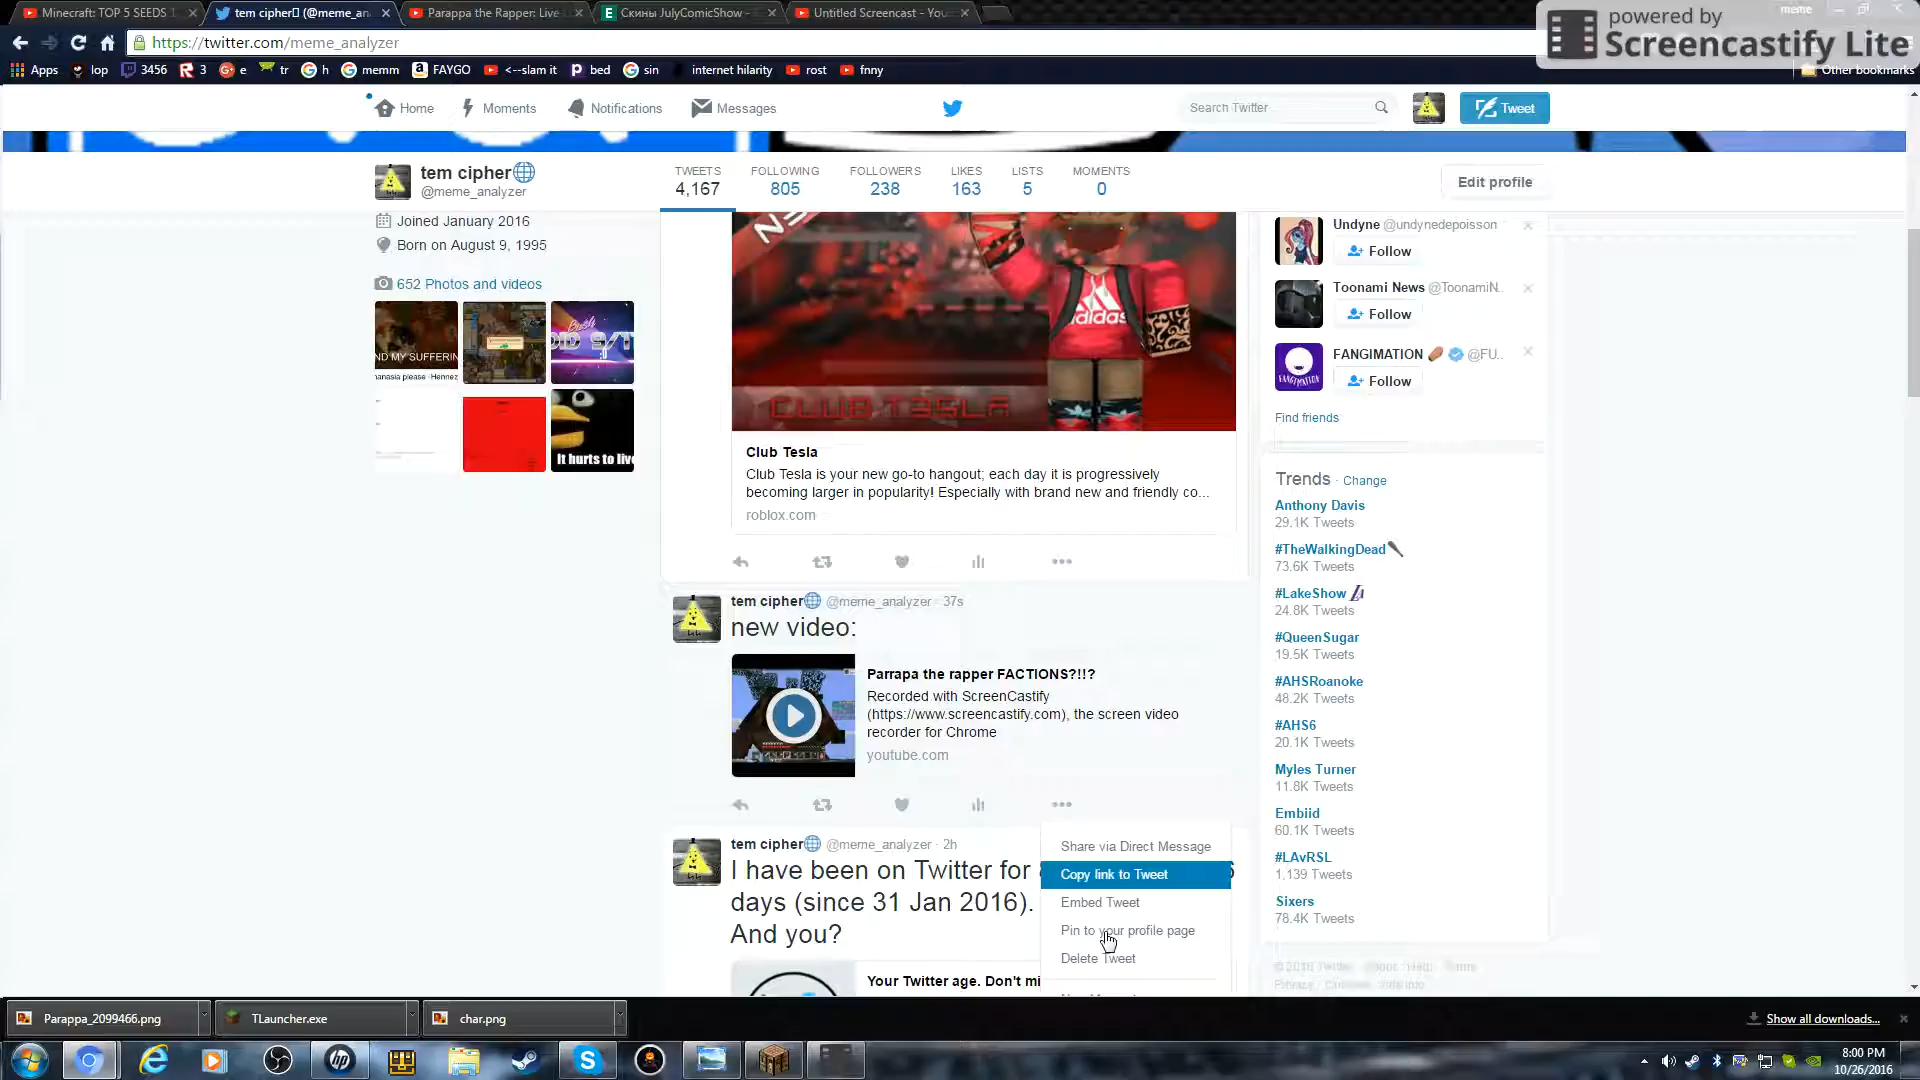 Minecraft: TOP 5 SEEDS
tem cipher (@meme_an
Parappa the Rapper: Live
Скины JulyComicShow -
Untitled Screencast - You
meme
powered by
Screencastify Lite
https://twitter.com/meme_analyzer
Apps
lop
3456
3
e
tr
h
memm
FAYGO
<--slam it
bed
sin
internet hilarity
rost
fnny
Other bookmarks
Home
Moments
Notifications
Messages
Search Twitter
Tweet
tem cipher
@meme_analyzer
TWEETS
4,167
FOLLOWING
805
FOLLOWERS
238
LIKES
163
LISTS
5
MOMENTS
0
Edit profile
Joined January 2016
Born on August 9, 1995
652 Photos and videos
ND MY SUFFERIN
It hurts to live
adidas
CLUB T3SLA
Club Tesla
Club Tesla is your new go-to hangout; each day it is progressively
becoming larger in popularity! Especially with brand new and friendly co...
roblox.com
tem cipher @meme_analyzer · 37s
new video:
Parrapa the rapper FACTIONS?!!?
Recorded with ScreenCastify
(https://www.screencastify.com), the screen video
recorder for Chrome
youtube.com
tem cipher @meme_analyzer · 2h
I have been on Twitter for
days (since 31 Jan 2016).
And you?
Your Twitter age. Don't mi
Share via Direct Message
Copy link to Tweet
Embed Tweet
Pin to your profile page
Delete Tweet
Undyne @undynedepoisson
Follow
Toonami News @ToonamiN..
Follow
FANGIMATION @FU..
Follow
FANGIMATION
Find friends
Trends · Change
Anthony Davis
29.1K Tweets
#TheWalkingDead
73.6K Tweets
#LakeShow
24.8K Tweets
#QueenSugar
19.5K Tweets
#AHSRoanoke
48.2K Tweets
#AHS6
20.1K Tweets
Myles Turner
11.8K Tweets
Embiid
60.1K Tweets
#LAvRSL
1,139 Tweets
Sixers
78.4K Tweets
Parappa_2099466.png
TLauncher.exe
char.png
Show all downloads...
8:00 PM
10/26/2016